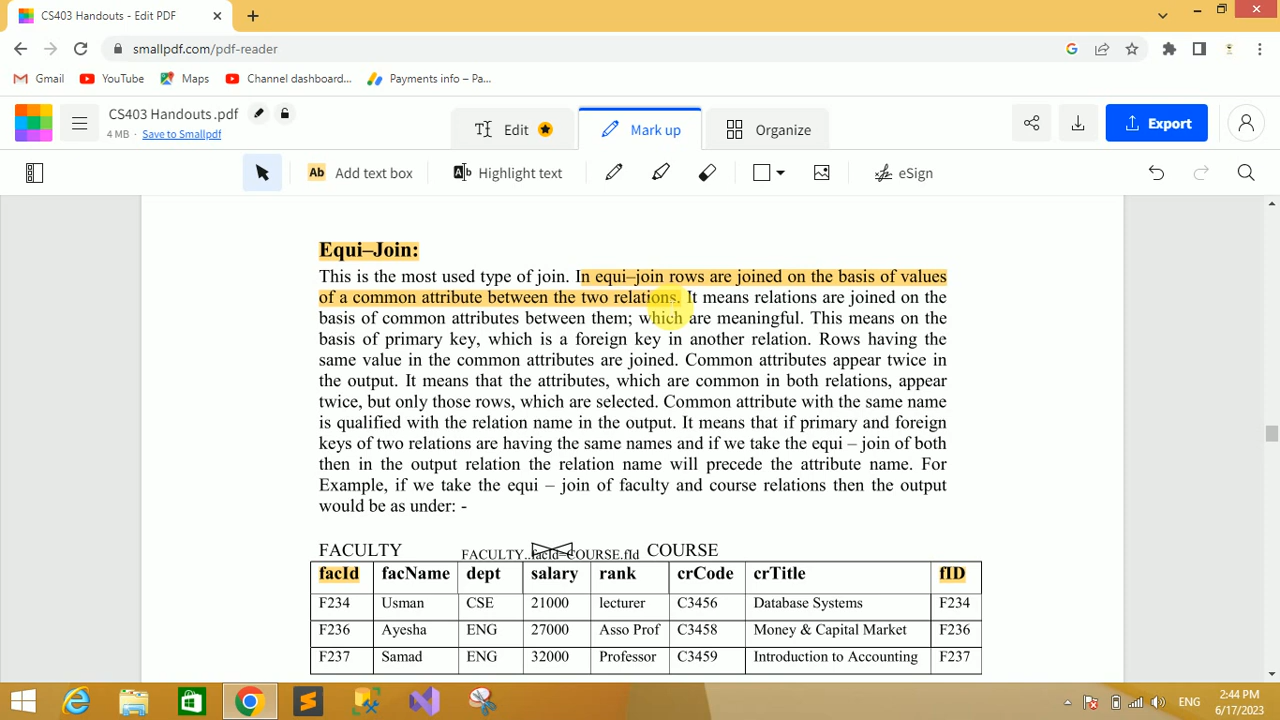 CS403 Handouts - Edit PDF
smallpdf.com/pdf-reader
Gmail YouTube Maps Channel dashboard... Payments info – Pa...
CS403 Handouts .pdf
4 MB · Save to Smallpdf
Edit Mark up Organize Export
Ab Add text box Highlight text eSign
Equi–Join:
This is the most used type of join. In equi–join rows are joined on the basis of values
of a common attribute between the two relations. It means relations are joined on the
basis of common attributes between them; which are meaningful. This means on the
basis of primary key, which is a foreign key in another relation. Rows having the
same value in the common attributes are joined. Common attributes appear twice in
the output. It means that the attributes, which are common in both relations, appear
twice, but only those rows, which are selected. Common attribute with the same name
is qualified with the relation name in the output. It means that if primary and foreign
keys of two relations are having the same names and if we take the equi – join of both
then in the output relation the relation name will precede the attribute name. For
Example, if we take the equi – join of faculty and course relations then the output
would be as under: -
FACULTY FACULTY..facId=COURSE.fId COURSE
facId facName dept salary rank crCode crTitle fID
F234 Usman CSE 21000 lecturer C3456 Database Systems F234
F236 Ayesha ENG 27000 Asso Prof C3458 Money & Capital Market F236
F237 Samad ENG 32000 Professor C3459 Introduction to Accounting F237
ENG
2:44 PM
6/17/2023